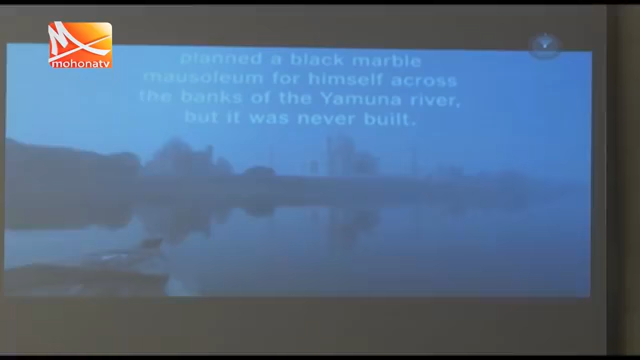 mohonatv
planned a black marble
mausoleum for himself across
the banks of the Yamuna river,
but it was never built.